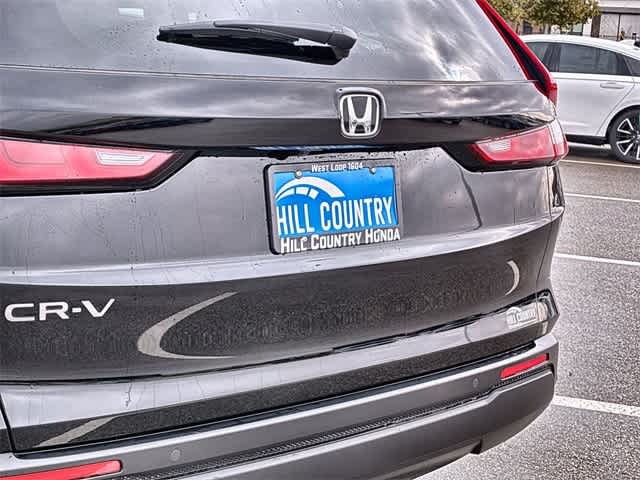 West Loop 1604
HILL COUNTRY
Hill Country Honda
CR-V